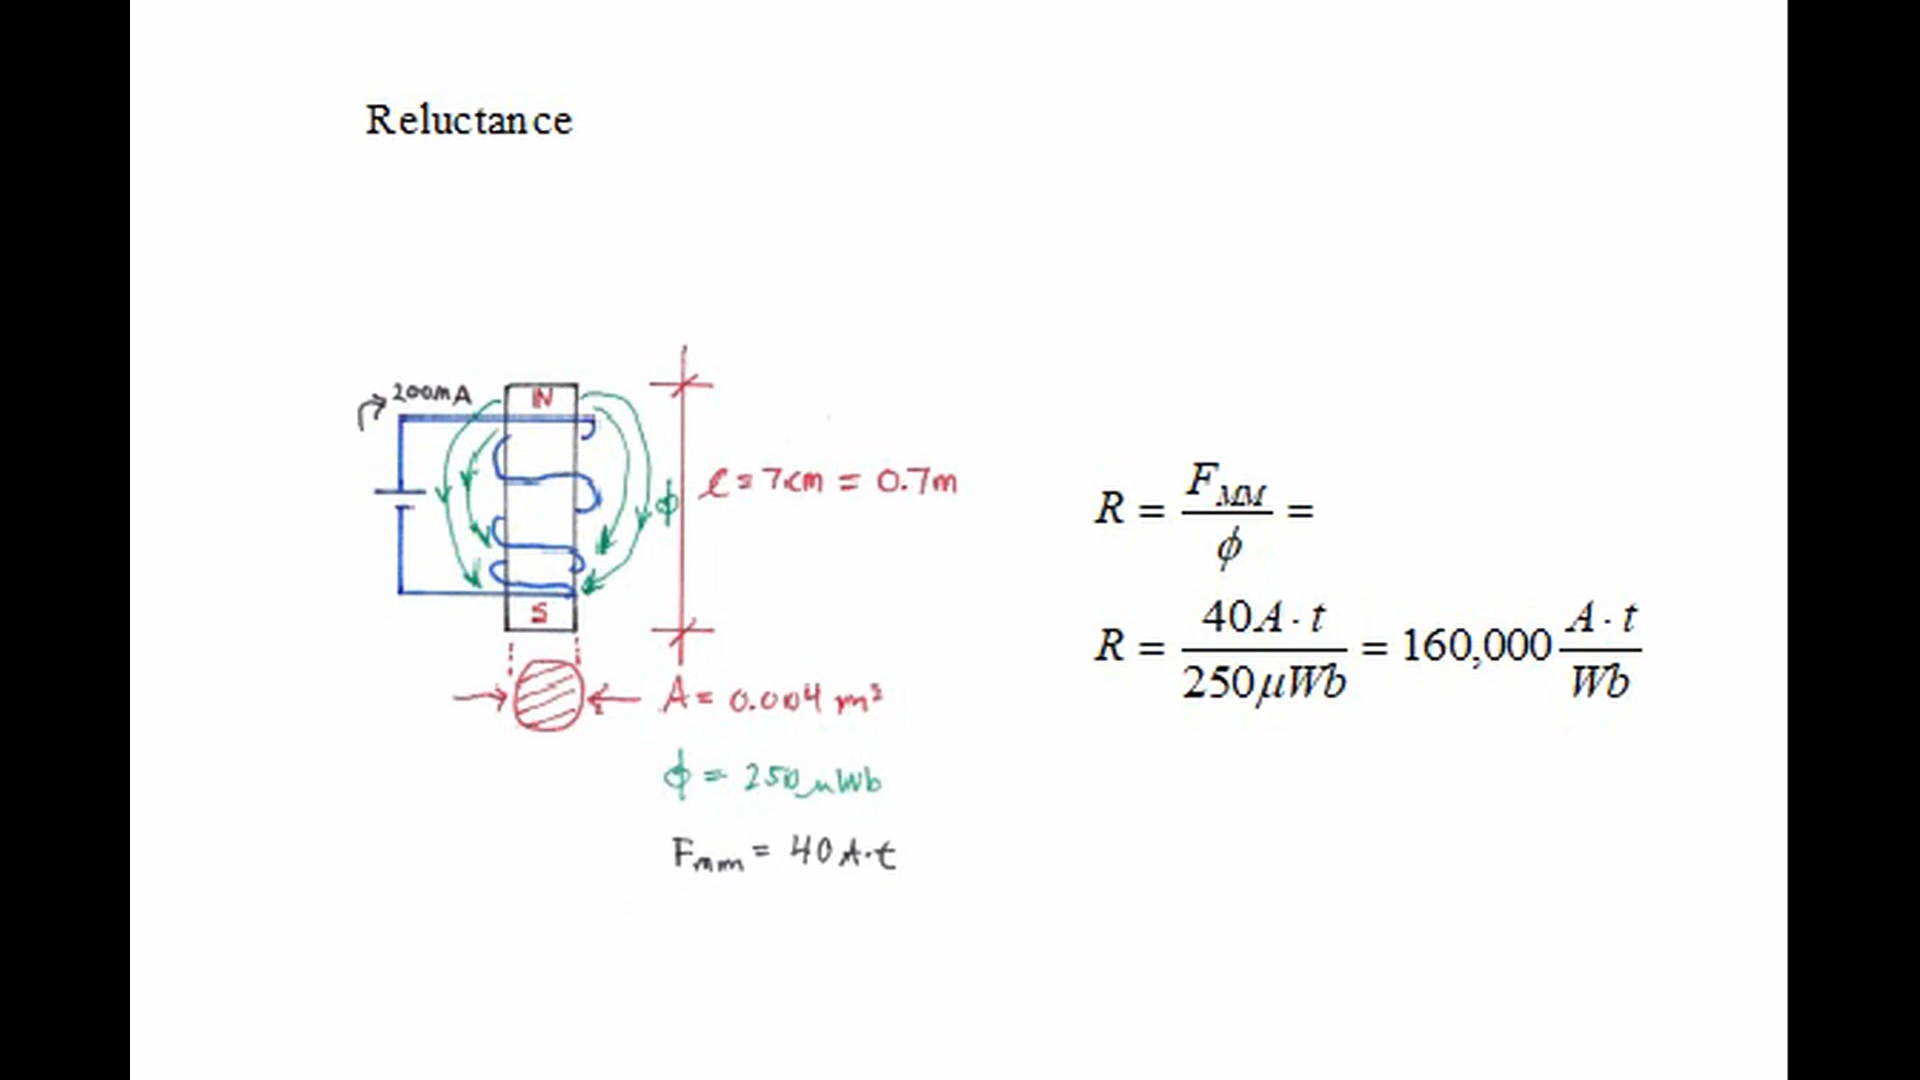 Reluctance
200mA
N
ϕ
ℓ = 7cm = 0.7m
S
A = 0.004 m²
ϕ = 250 μWb
Fmm = 40 A·t
R = F_MM / ϕ =
R = 40A·t / 250μWb = 160,000 A·t / Wb